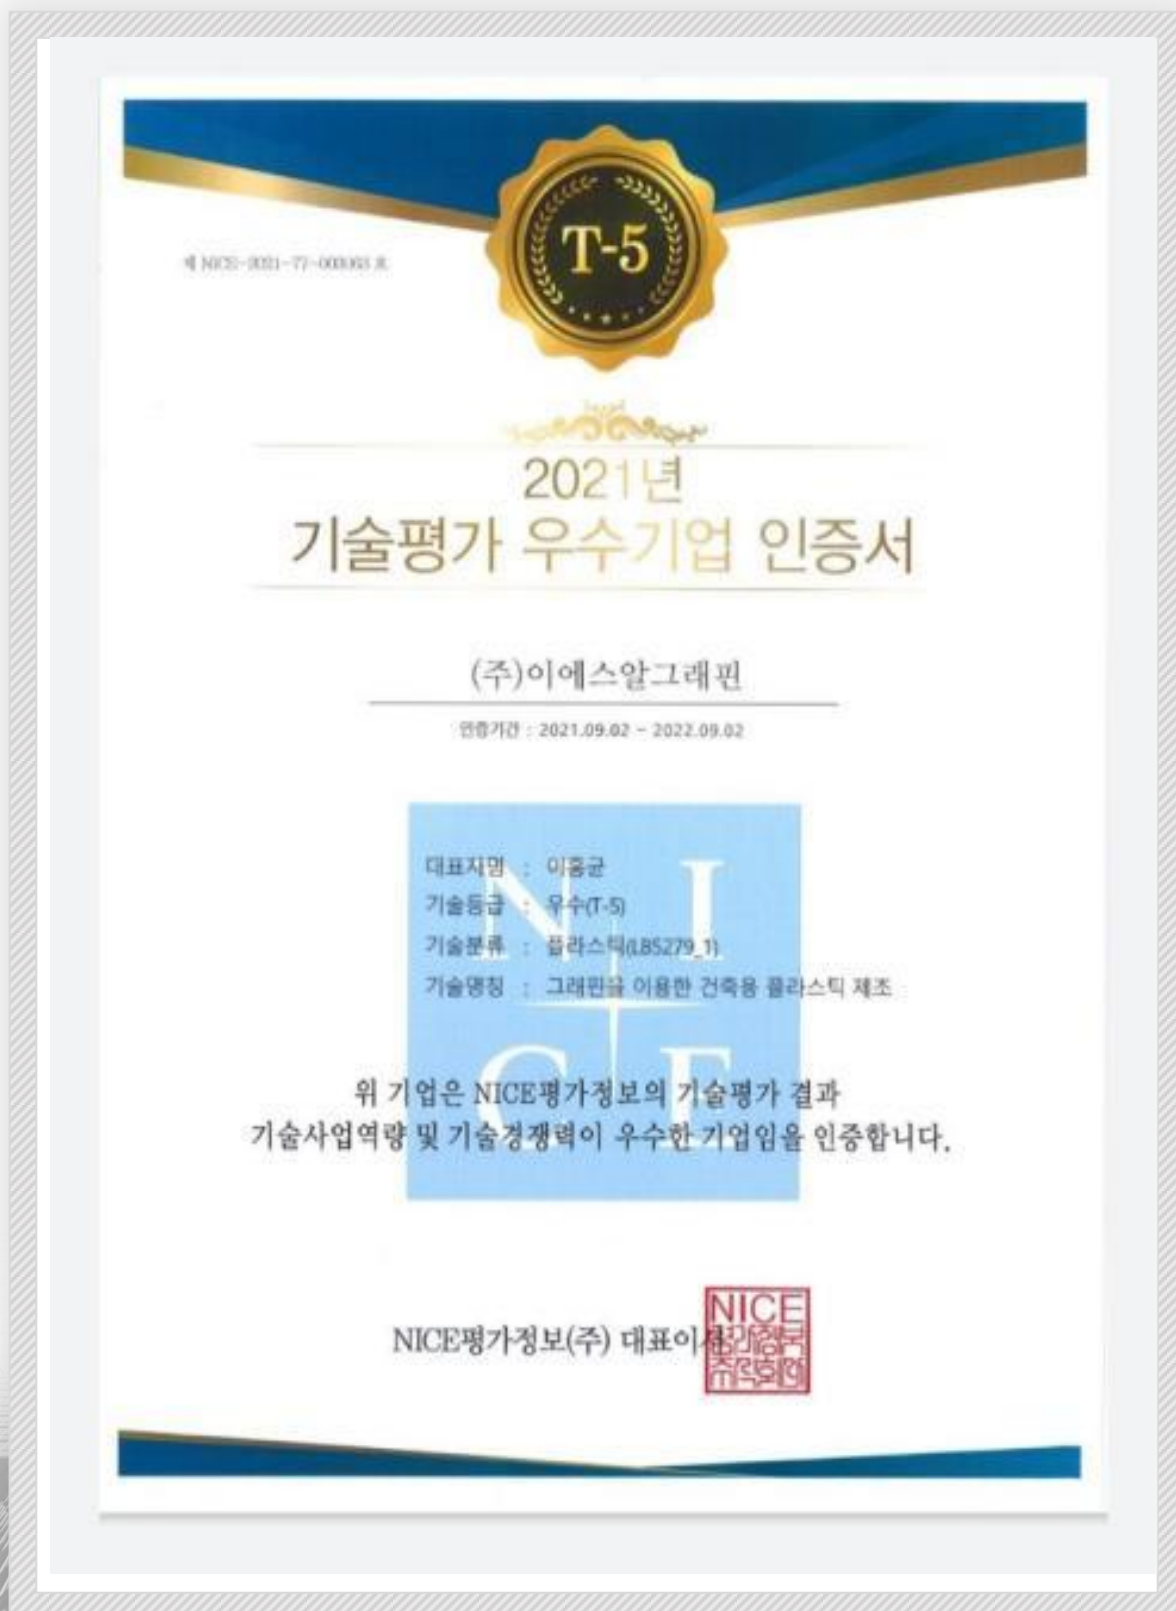 T-5
2021년
기술평가 우수기업 인증서
(주)이에스알그래핀
인증기간 : 2021.09.02 ~ 2022.09.02
대표자명 : 이홍균
기술등급 : 우수(T-5)
기술분류 : 플라스틱(LB5279_1)
기술명칭 : 그래핀을 이용한 건축용 플라스틱 제조
N I
C E
위 기업은 NICE평가정보의 기술평가 결과
기술사업역량 및 기술경쟁력이 우수한 기업임을 인증합니다.
NICE평가정보(주) 대표이사
NICE